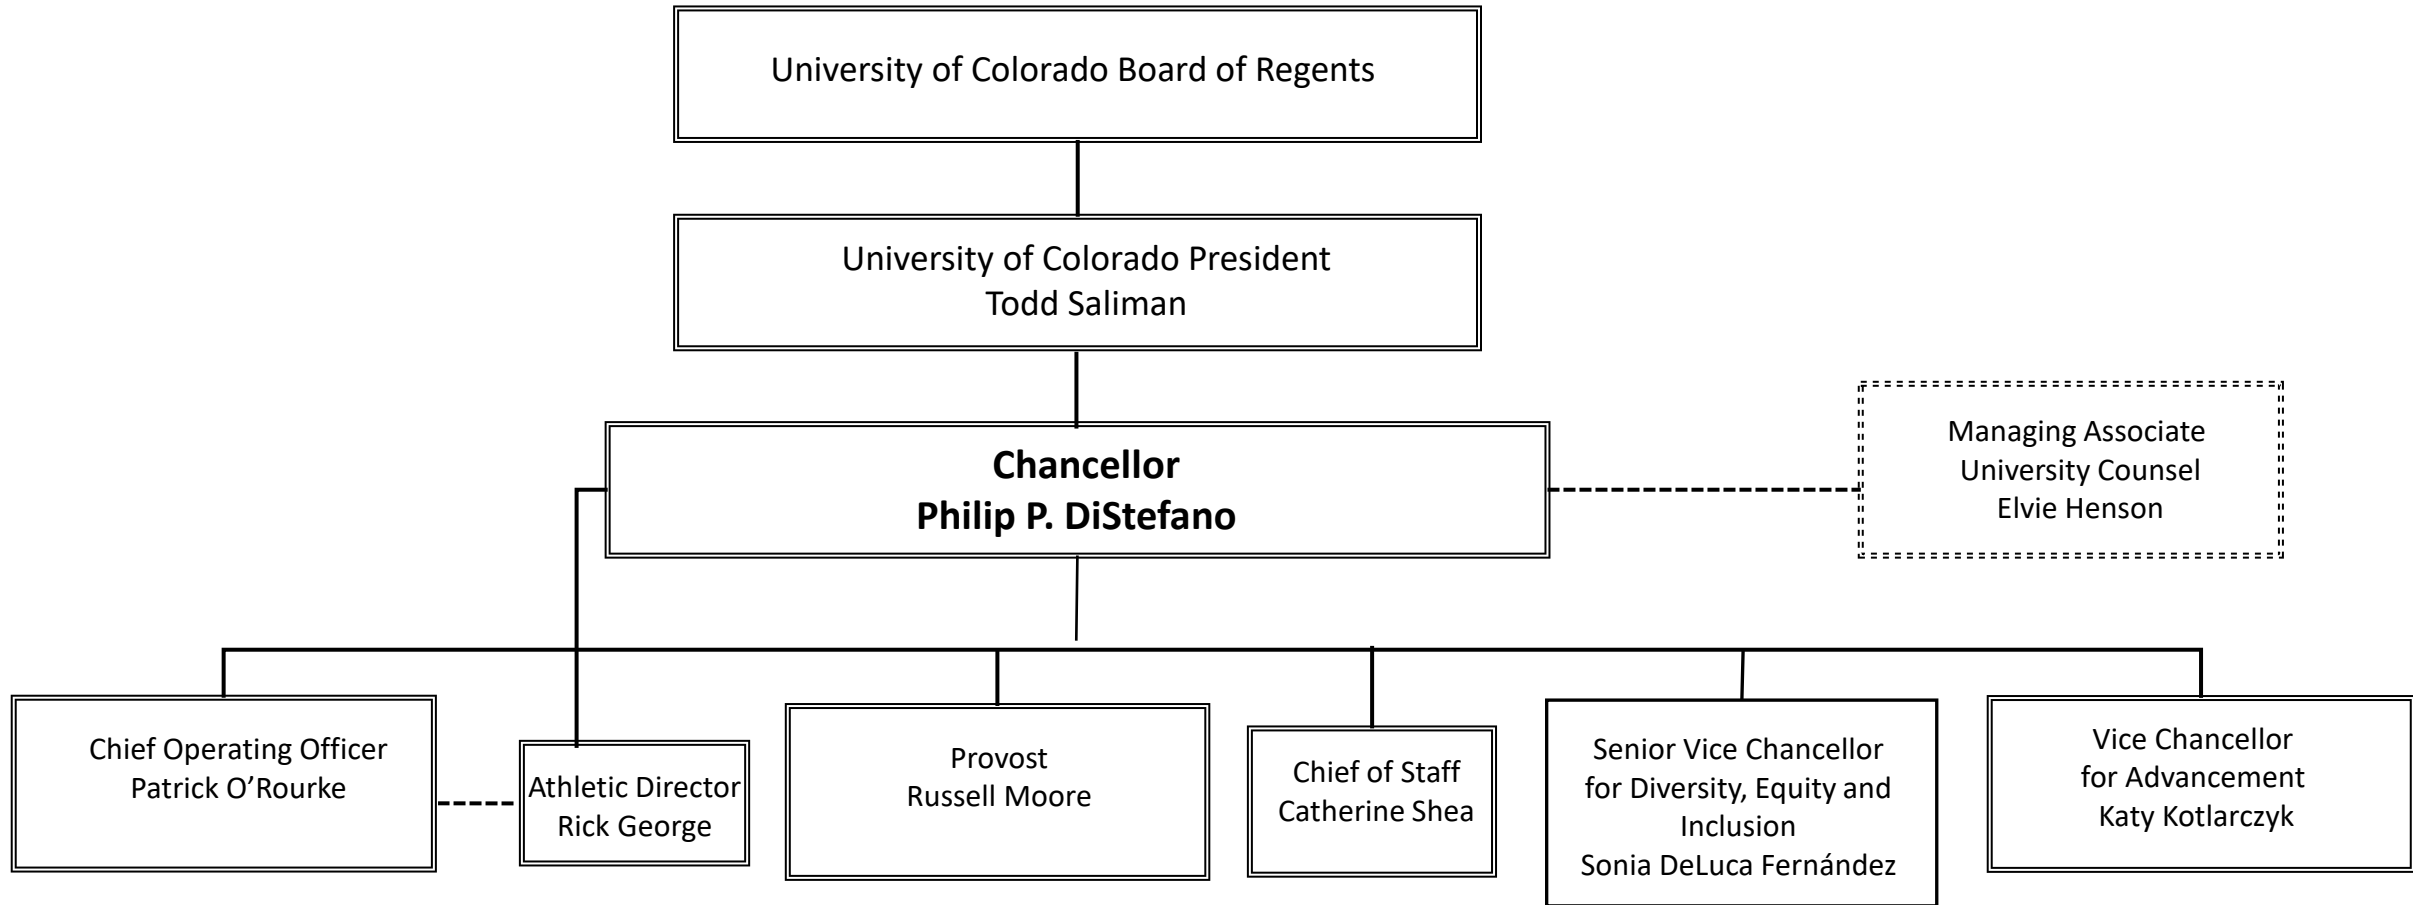 University of Colorado Board of Regents
University of Colorado President
Todd Saliman
Chancellor
Philip P. DiStefano
Managing Associate
University Counsel
Elvie Henson
Chief Operating Officer
Patrick O’Rourke
Athletic Director
Rick George
Provost
Russell Moore
Chief of Staff
Catherine Shea
Senior Vice Chancellor
for Diversity, Equity and
Inclusion
Sonia DeLuca Fernández
Vice Chancellor
for Advancement
Katy Kotlarczyk